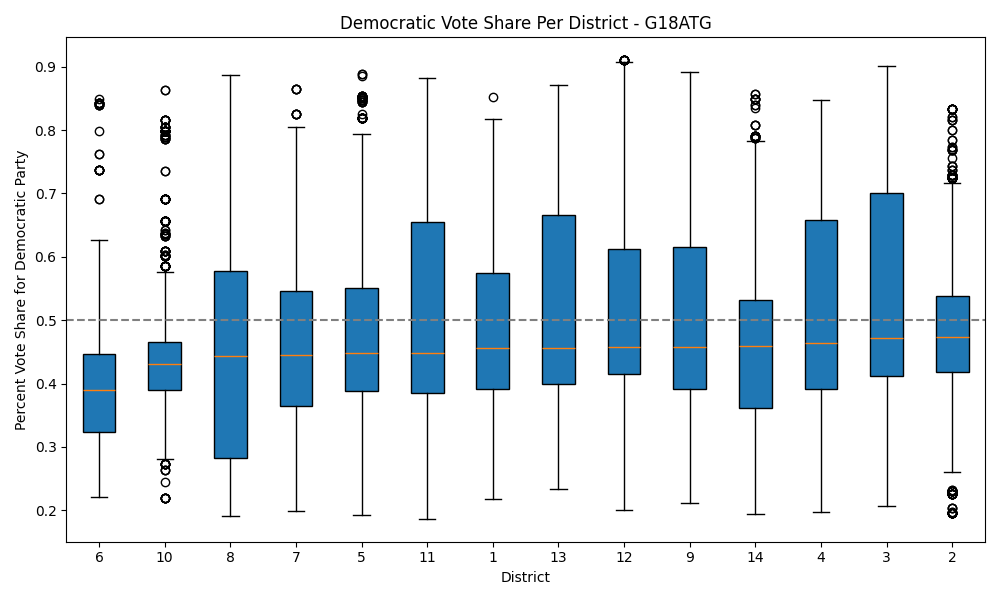 Democratic Vote Share Per District - G18ATG
Percent Vote Share for Democratic Party
0.9
0.8
0.7
0.6
0.5
0.4
0.3
0.2
6 10 8 7 5 11 1 13 12 9 14 4 3 2
District